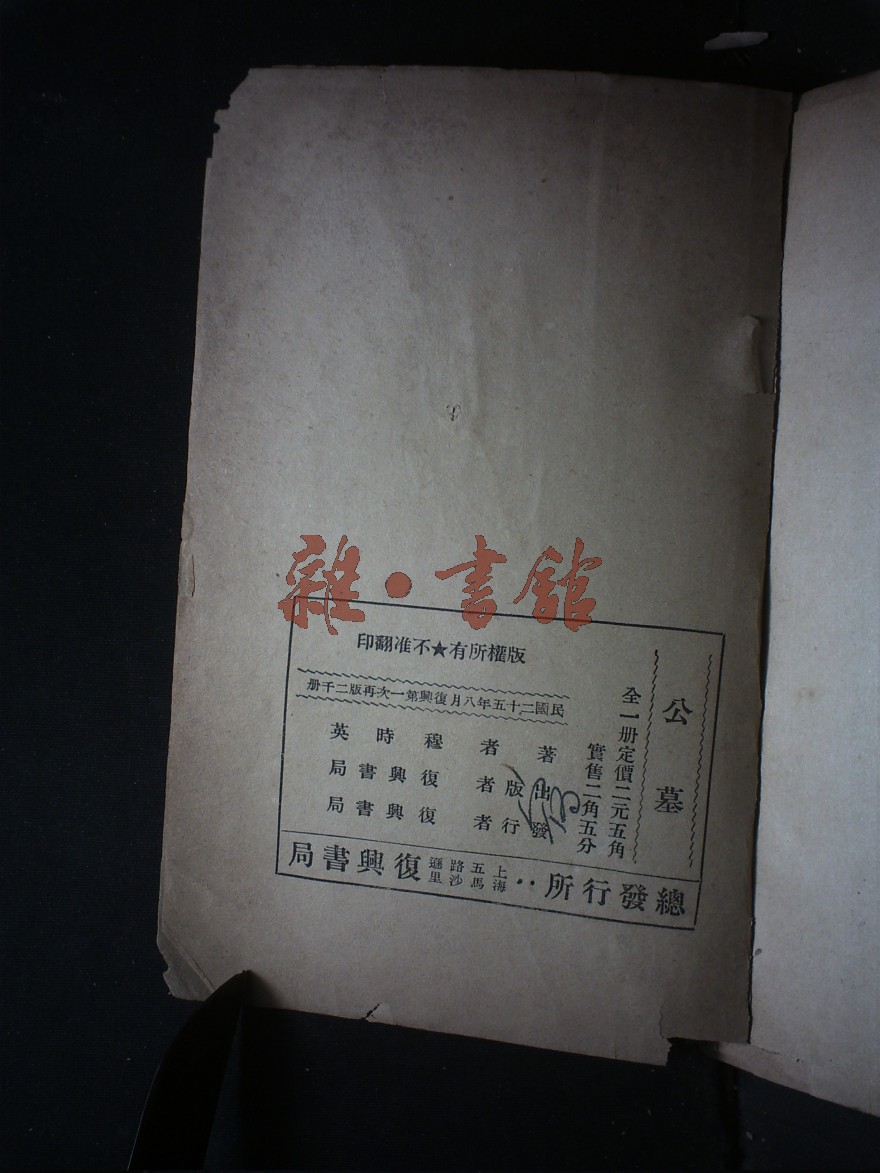 雜·書館
公墓
全一册定價二元五角
實售二角五分
版權所有★不准翻印
民國二十五年八月復興第一次再版二千册
著者 穆時英
出版者 復興書局
發行者 復興書局
總發行所：上海五馬路沙遜里 復興書局